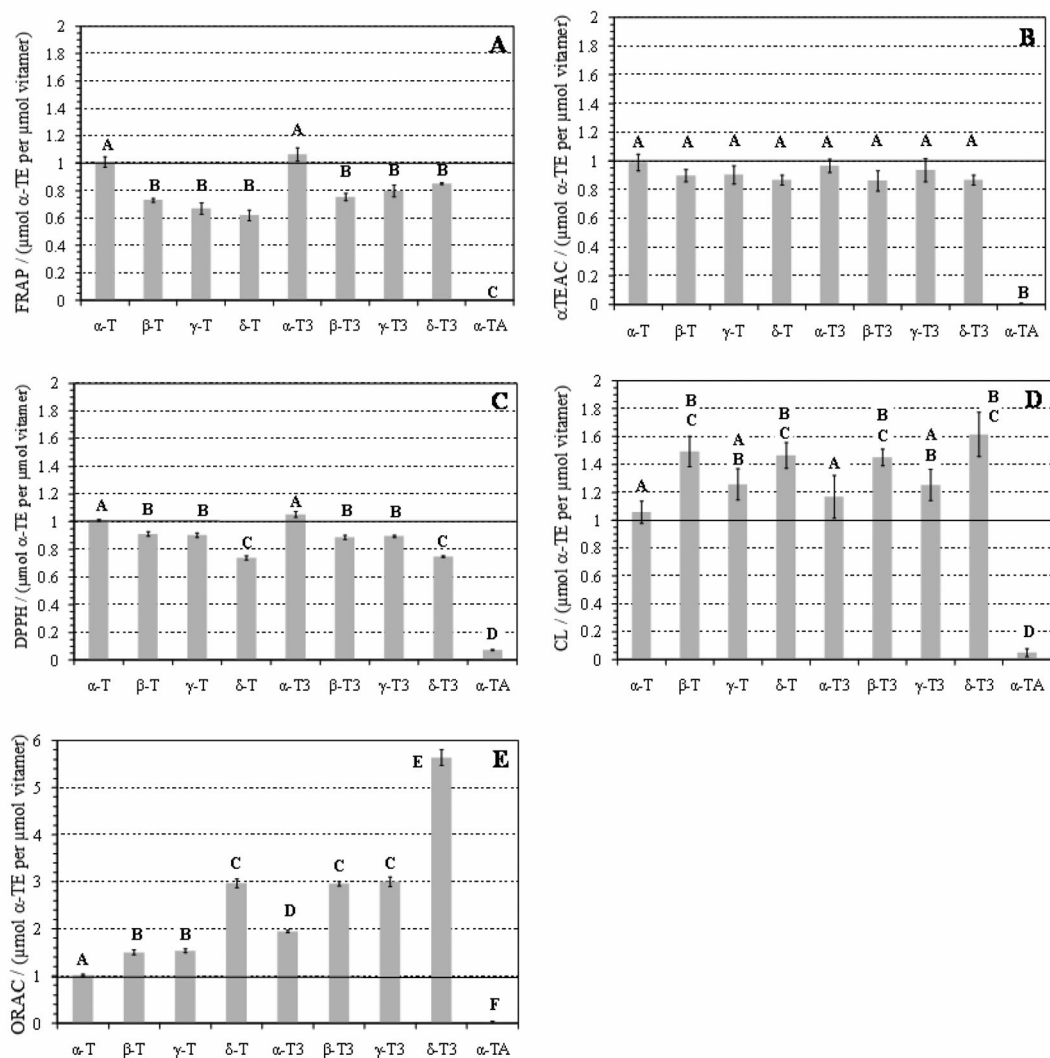 A
FRAP / (µmol α-TE per µmol vitamer)
2
1.8
1.6
1.4
1.2
1
0.8
0.6
0.4
0.2
0
A B B B A B B B C
α-T β-T γ-T δ-T α-T3 β-T3 γ-T3 δ-T3 α-TA
B
αTEAC / (µmol α-TE per µmol vitamer)
2
1.8
1.6
1.4
1.2
1
0.8
0.6
0.4
0.2
0
A A A A A A A A B
α-T β-T γ-T δ-T α-T3 β-T3 γ-T3 δ-T3 α-TA
C
DPPH / (µmol α-TE per µmol vitamer)
2
1.8
1.6
1.4
1.2
1
0.8
0.6
0.4
0.2
0
A B B C A B B C D
α-T β-T γ-T δ-T α-T3 β-T3 γ-T3 δ-T3 α-TA
D
CL / (µmol α-TE per µmol vitamer)
2
1.8
1.6
1.4
1.2
1
0.8
0.6
0.4
0.2
0
A
B
C
A
B
B
C
A
B
C
A
B
B
C
D
α-T β-T γ-T δ-T α-T3 β-T3 γ-T3 δ-T3 α-TA
E
ORAC / (µmol α-TE per µmol vitamer)
6
5
4
3
2
1
0
A B B C D C C E F
α-T β-T γ-T δ-T α-T3 β-T3 γ-T3 δ-T3 α-TA